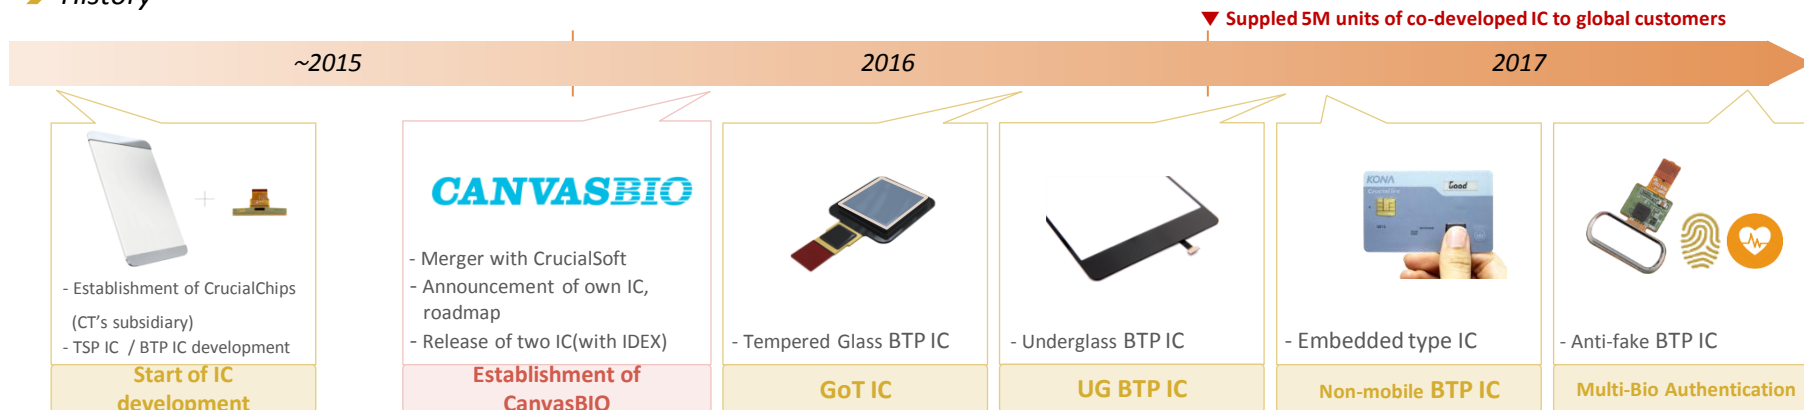 History
▼ Suppled 5M units of co-developed IC to global customers
~2015
2016
2017
- Establishment of CrucialChips
(CT's subsidiary)
- TSP IC / BTP IC development
Start of IC
development
CANVASBIO
- Merger with CrucialSoft
- Announcement of own IC,
roadmap
- Release of two IC(with IDEX)
Establishment of
CanvasBIO
- Tempered Glass BTP IC
GoT IC
- Underglass BTP IC
UG BTP IC
KONA
Good
- Embedded type IC
Non-mobile BTP IC
- Anti-fake BTP IC
Multi-Bio Authentication